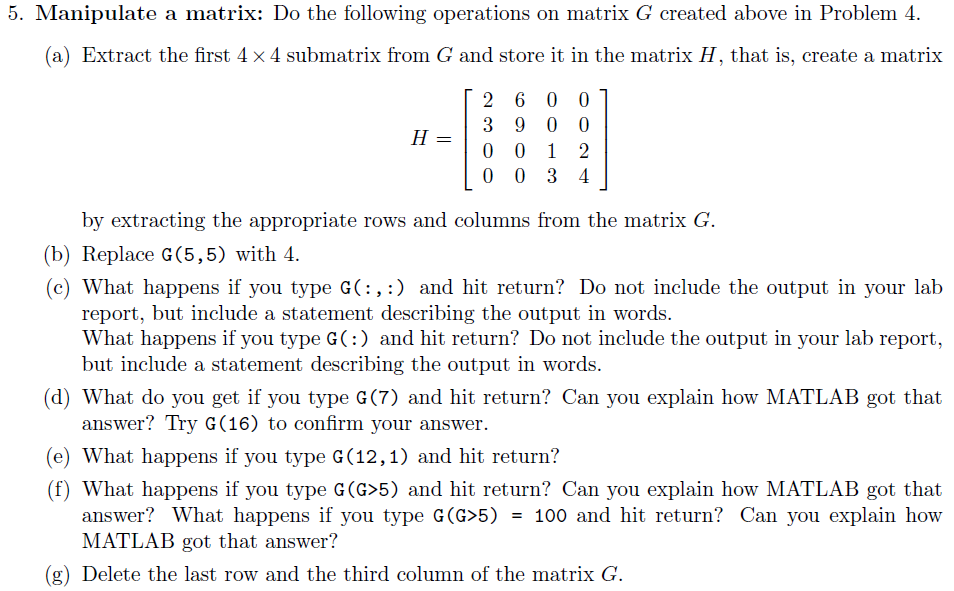 5. Manipulate a matrix: Do the following operations on matrix G created above in Problem 4.
(a) Extract the first 4 × 4 submatrix from G and store it in the matrix H, that is, create a matrix
H =
2 6 0 0
3 9 0 0
0 0 1 2
0 0 3 4
by extracting the appropriate rows and columns from the matrix G.
(b) Replace G(5,5) with 4.
(c) What happens if you type G(:,:) and hit return? Do not include the output in your lab
report, but include a statement describing the output in words.
What happens if you type G(:) and hit return? Do not include the output in your lab report,
but include a statement describing the output in words.
(d) What do you get if you type G(7) and hit return? Can you explain how MATLAB got that
answer? Try G(16) to confirm your answer.
(e) What happens if you type G(12,1) and hit return?
(f) What happens if you type G(G>5) and hit return? Can you explain how MATLAB got that
answer? What happens if you type G(G>5) = 100 and hit return? Can you explain how
MATLAB got that answer?
(g) Delete the last row and the third column of the matrix G.